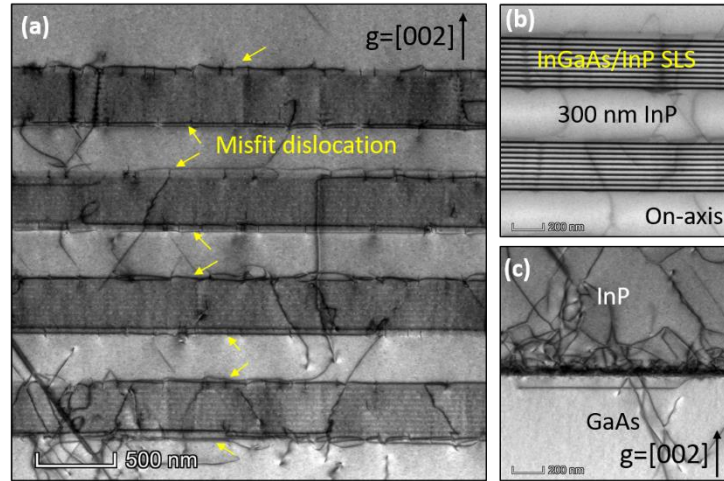 (a)
g=[002]
Misfit dislocation
500 nm
(b)
InGaAs/InP SLS
300 nm InP
On-axis
200 nm
(c)
InP
GaAs
g=[002]
200 nm